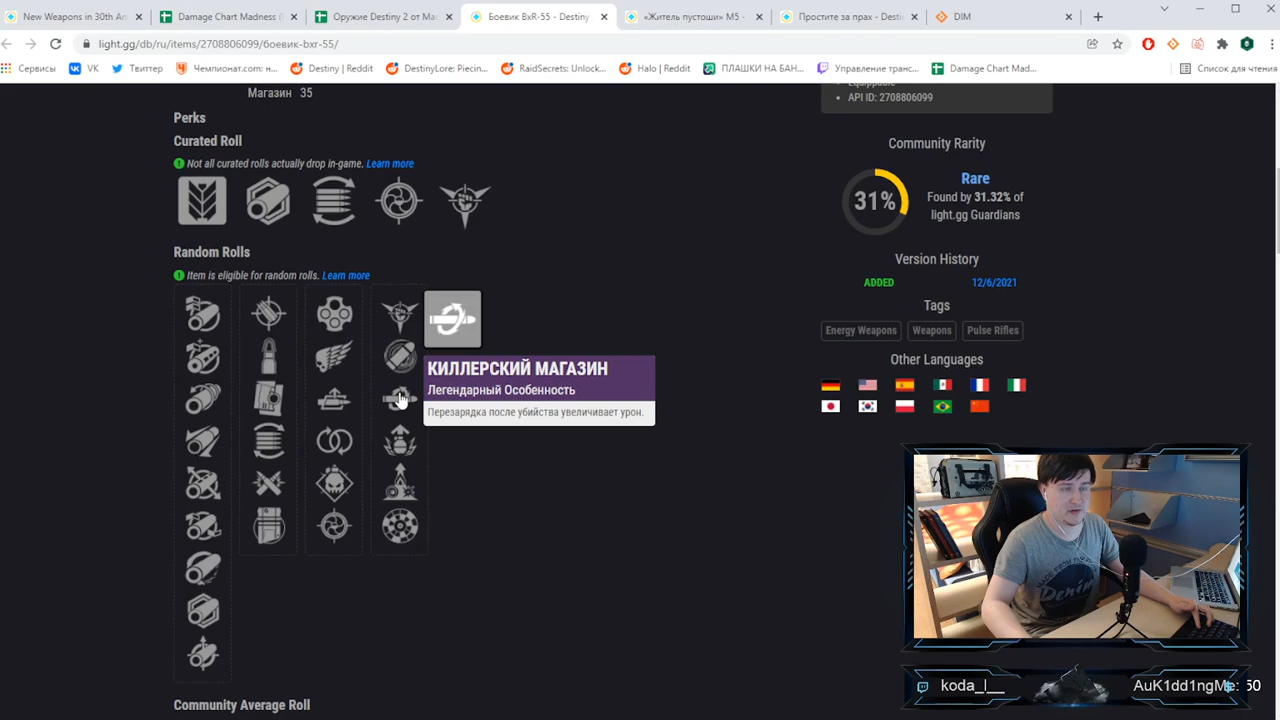 New Weapons in 30th An
Damage Chart Madness (
Оружие Destiny 2 от Mac
Боевик BxR-55 - Destiny
«Житель пустоши» M5 -
Простите за прах - Desti
DIM
light.gg/db/ru/items/2708806099/боевик-bxr-55/
Сервисы
VK
Твиттер
Чемпионат.com: н...
Destiny | Reddit
DestinyLore: Piecin...
RaidSecrets: Unlock...
Halo | Reddit
ПЛАШКИ НА БАН...
Управление транс...
Damage Chart Mad...
Список для чтения
Магазин 35
Perks
Curated Roll
Not all curated rolls actually drop in-game. Learn more
Random Rolls
Item is eligible for random rolls. Learn more
КИЛЛЕРСКИЙ МАГАЗИН
Легендарный Особенность
Перезарядка после убийства увеличивает урон.
Community Average Roll
Equippable
API ID: 2708806099
Community Rarity
31%
Rare
Found by 31.32% of
light.gg Guardians
Version History
ADDED 12/6/2021
Tags
Energy Weapons Weapons Pulse Rifles
Other Languages
Denim
koda_l__
AuK1dd1ngMe: 50